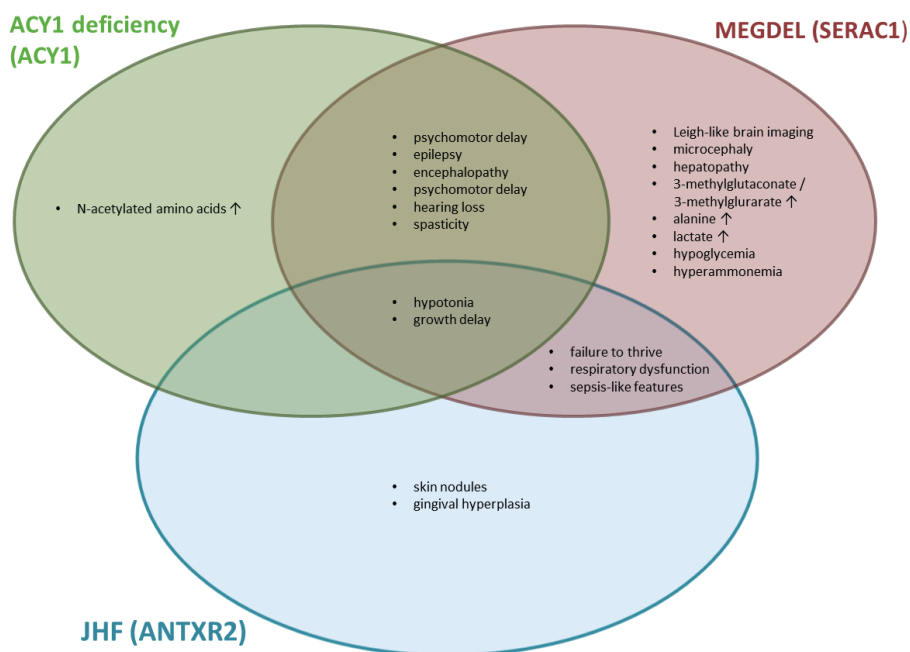 ACY1 deficiency
(ACY1)
MEGDEL (SERAC1)
• psychomotor delay
• epilepsy
• encephalopathy
• psychomotor delay
• hearing loss
• spasticity
• Leigh-like brain imaging
• microcephaly
• hepatopathy
• 3-methylglutaconate /
3-methylglurarate ↑
• alanine ↑
• lactate ↑
• hypoglycemia
• hyperammonemia
• N-acetylated amino acids ↑
• hypotonia
• growth delay
• failure to thrive
• respiratory dysfunction
• sepsis-like features
• skin nodules
• gingival hyperplasia
JHF (ANTXR2)